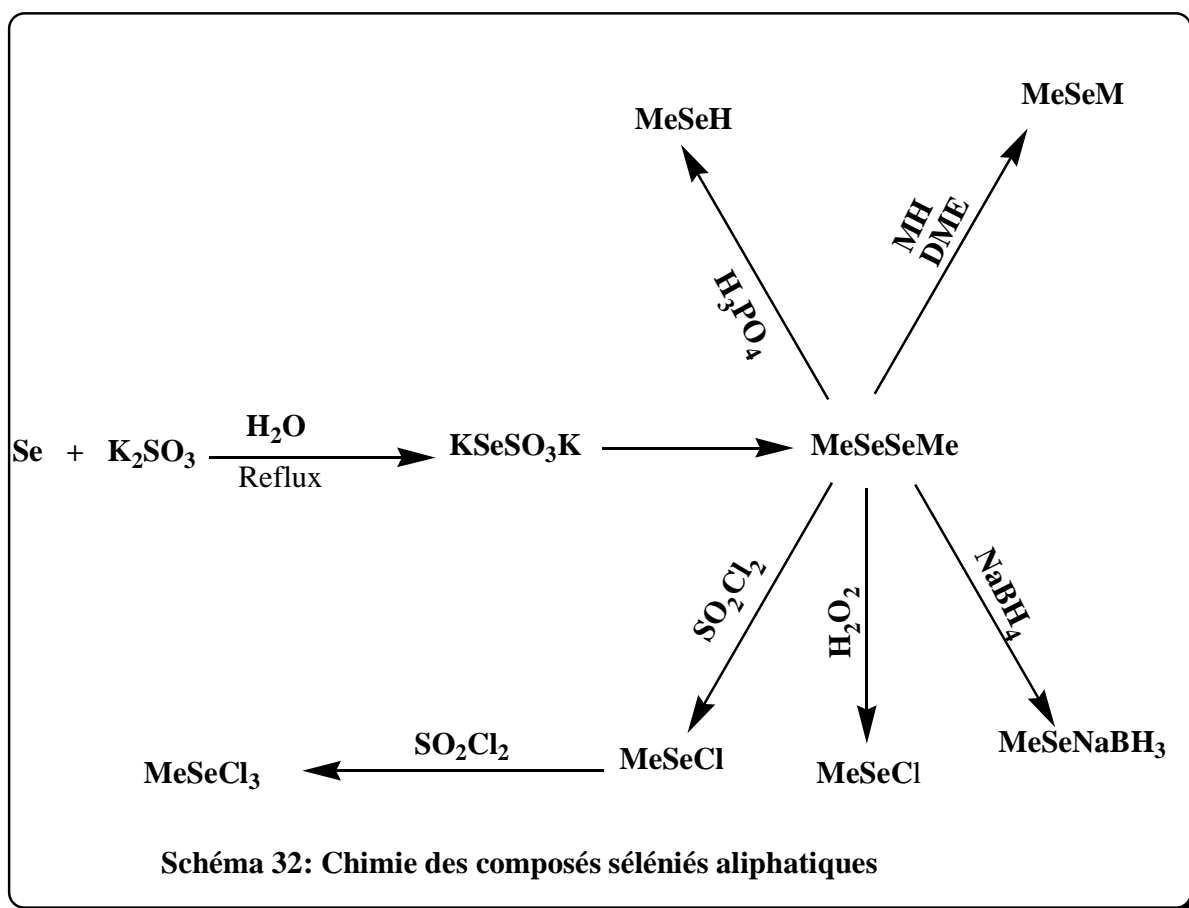 MeSeH
MeSeM
MH
DME
H₃PO₄
Se + K₂SO₃
H₂O
Reflux
KSeSO₃K
MeSeSeMe
SO₂Cl₂
H₂O₂
NaBH₄
MeSeCl₃
SO₂Cl₂
MeSeCl
MeSeCl
MeSeNaBH₃
Schéma 32: Chimie des composés séléniés aliphatiques